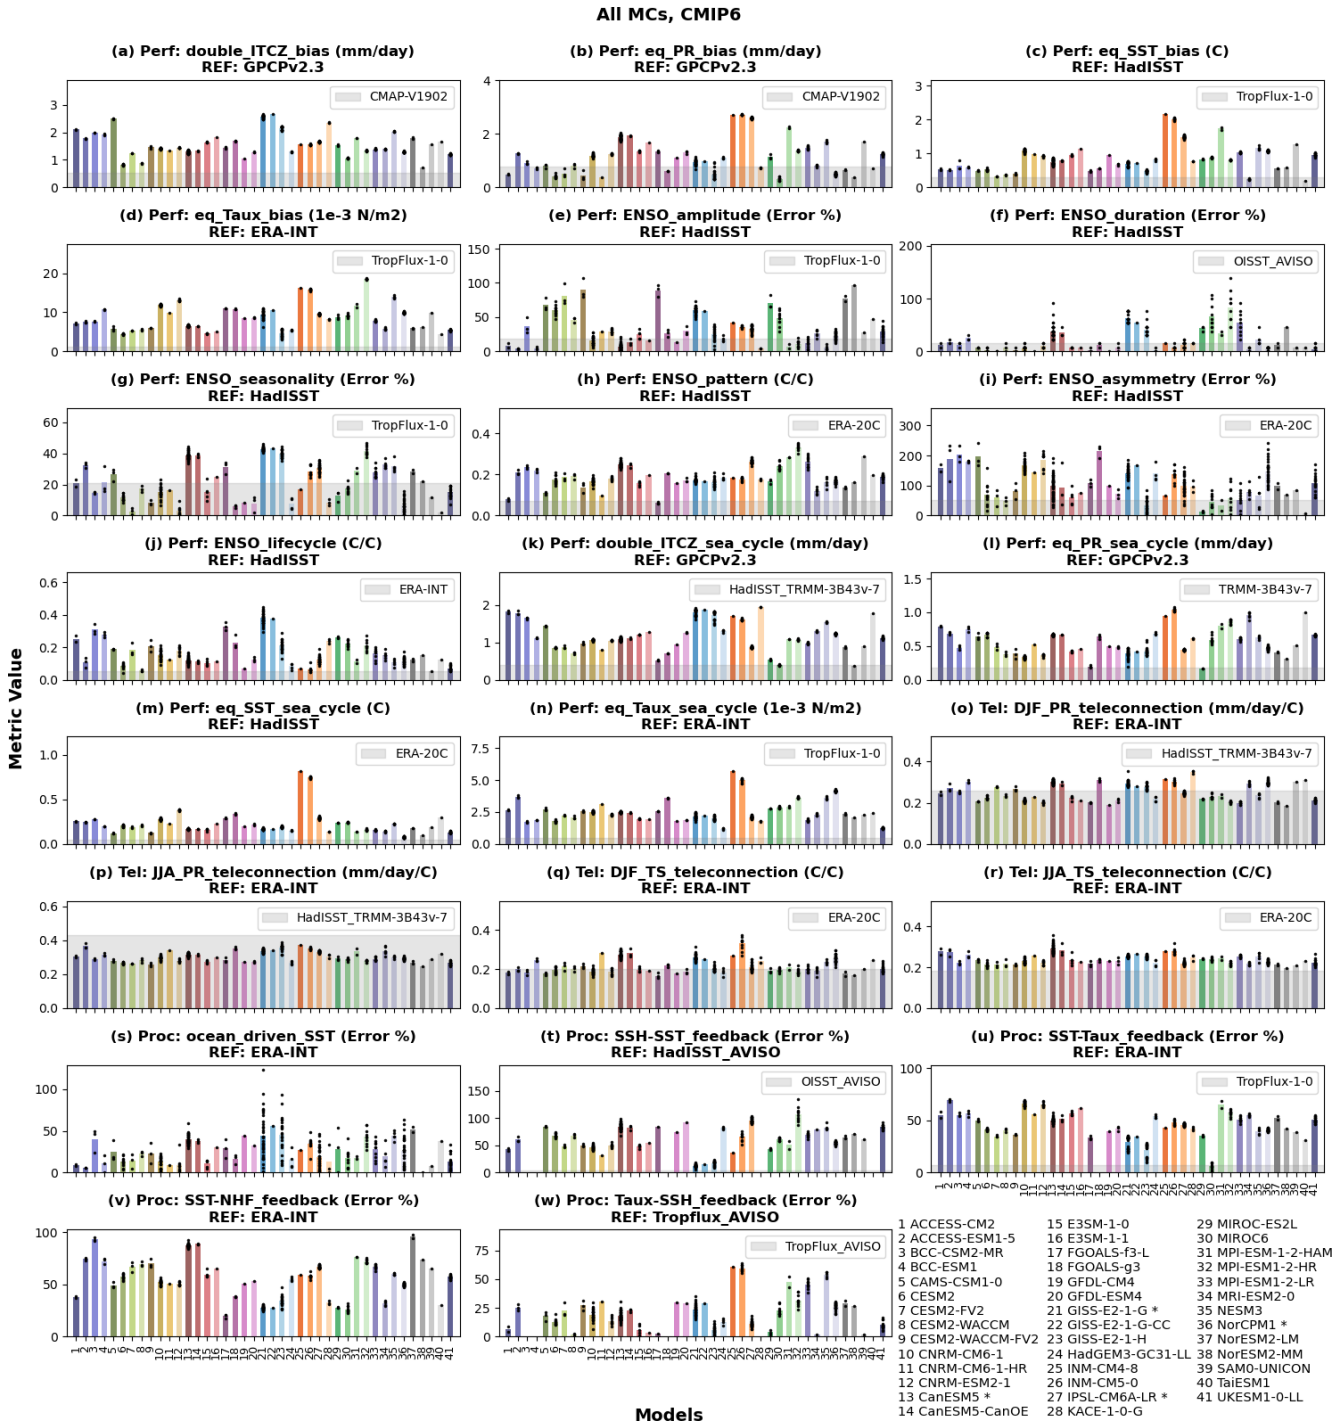 All MCs, CMIP6
(a) Perf: double_ITCZ_bias (mm/day)
REF: GPCPv2.3
CMAP-V1902
(b) Perf: eq_PR_bias (mm/day)
REF: GPCPv2.3
CMAP-V1902
(c) Perf: eq_SST_bias (C)
REF: HadISST
TropFlux-1-0
(d) Perf: eq_Taux_bias (1e-3 N/m2)
REF: ERA-INT
TropFlux-1-0
(e) Perf: ENSO_amplitude (Error %)
REF: HadISST
TropFlux-1-0
(f) Perf: ENSO_duration (Error %)
REF: HadISST
OISST_AVISO
(g) Perf: ENSO_seasonality (Error %)
REF: HadISST
TropFlux-1-0
(h) Perf: ENSO_pattern (C/C)
REF: HadISST
ERA-20C
(i) Perf: ENSO_asymmetry (Error %)
REF: HadISST
ERA-20C
(j) Perf: ENSO_lifecycle (C/C)
REF: HadISST
ERA-INT
(k) Perf: double_ITCZ_sea_cycle (mm/day)
REF: GPCPv2.3
HadISST_TRMM-3B43v-7
(l) Perf: eq_PR_sea_cycle (mm/day)
REF: GPCPv2.3
TRMM-3B43v-7
(m) Perf: eq_SST_sea_cycle (C)
REF: HadISST
ERA-20C
(n) Perf: eq_Taux_sea_cycle (1e-3 N/m2)
REF: ERA-INT
TropFlux-1-0
(o) Tel: DJF_PR_teleconnection (mm/day/C)
REF: ERA-INT
HadISST_TRMM-3B43v-7
(p) Tel: JJA_PR_teleconnection (mm/day/C)
REF: ERA-INT
HadISST_TRMM-3B43v-7
(q) Tel: DJF_TS_teleconnection (C/C)
REF: ERA-INT
ERA-20C
(r) Tel: JJA_TS_teleconnection (C/C)
REF: ERA-INT
ERA-20C
(s) Proc: ocean_driven_SST (Error %)
REF: ERA-INT
(t) Proc: SSH-SST_feedback (Error %)
REF: HadISST_AVISO
OISST_AVISO
(u) Proc: SST-Taux_feedback (Error %)
REF: ERA-INT
TropFlux-1-0
(v) Proc: SST-NHF_feedback (Error %)
REF: ERA-INT
(w) Proc: Taux-SSH_feedback (Error %)
REF: Tropflux_AVISO
TropFlux_AVISO
Metric Value
Models
1 ACCESS-CM2
2 ACCESS-ESM1-5
3 BCC-CSM2-MR
4 BCC-ESM1
5 CAMS-CSM1-0
6 CESM2
7 CESM2-FV2
8 CESM2-WACCM
9 CESM2-WACCM-FV2
10 CNRM-CM6-1
11 CNRM-CM6-1-HR
12 CNRM-ESM2-1
13 CanESM5 *
14 CanESM5-CanOE
15 E3SM-1-0
16 E3SM-1-1
17 FGOALS-f3-L
18 FGOALS-g3
19 GFDL-CM4
20 GFDL-ESM4
21 GISS-E2-1-G *
22 GISS-E2-1-G-CC
23 GISS-E2-1-H
24 HadGEM3-GC31-LL
25 INM-CM4-8
26 INM-CM5-0
27 IPSL-CM6A-LR *
28 KACE-1-0-G
29 MIROC-ES2L
30 MIROC6
31 MPI-ESM-1-2-HAM
32 MPI-ESM1-2-HR
33 MPI-ESM1-2-LR
34 MRI-ESM2-0
35 NESM3
36 NorCPM1 *
37 NorESM2-LM
38 NorESM2-MM
39 SAM0-UNICON
40 TaiESM1
41 UKESM1-0-LL